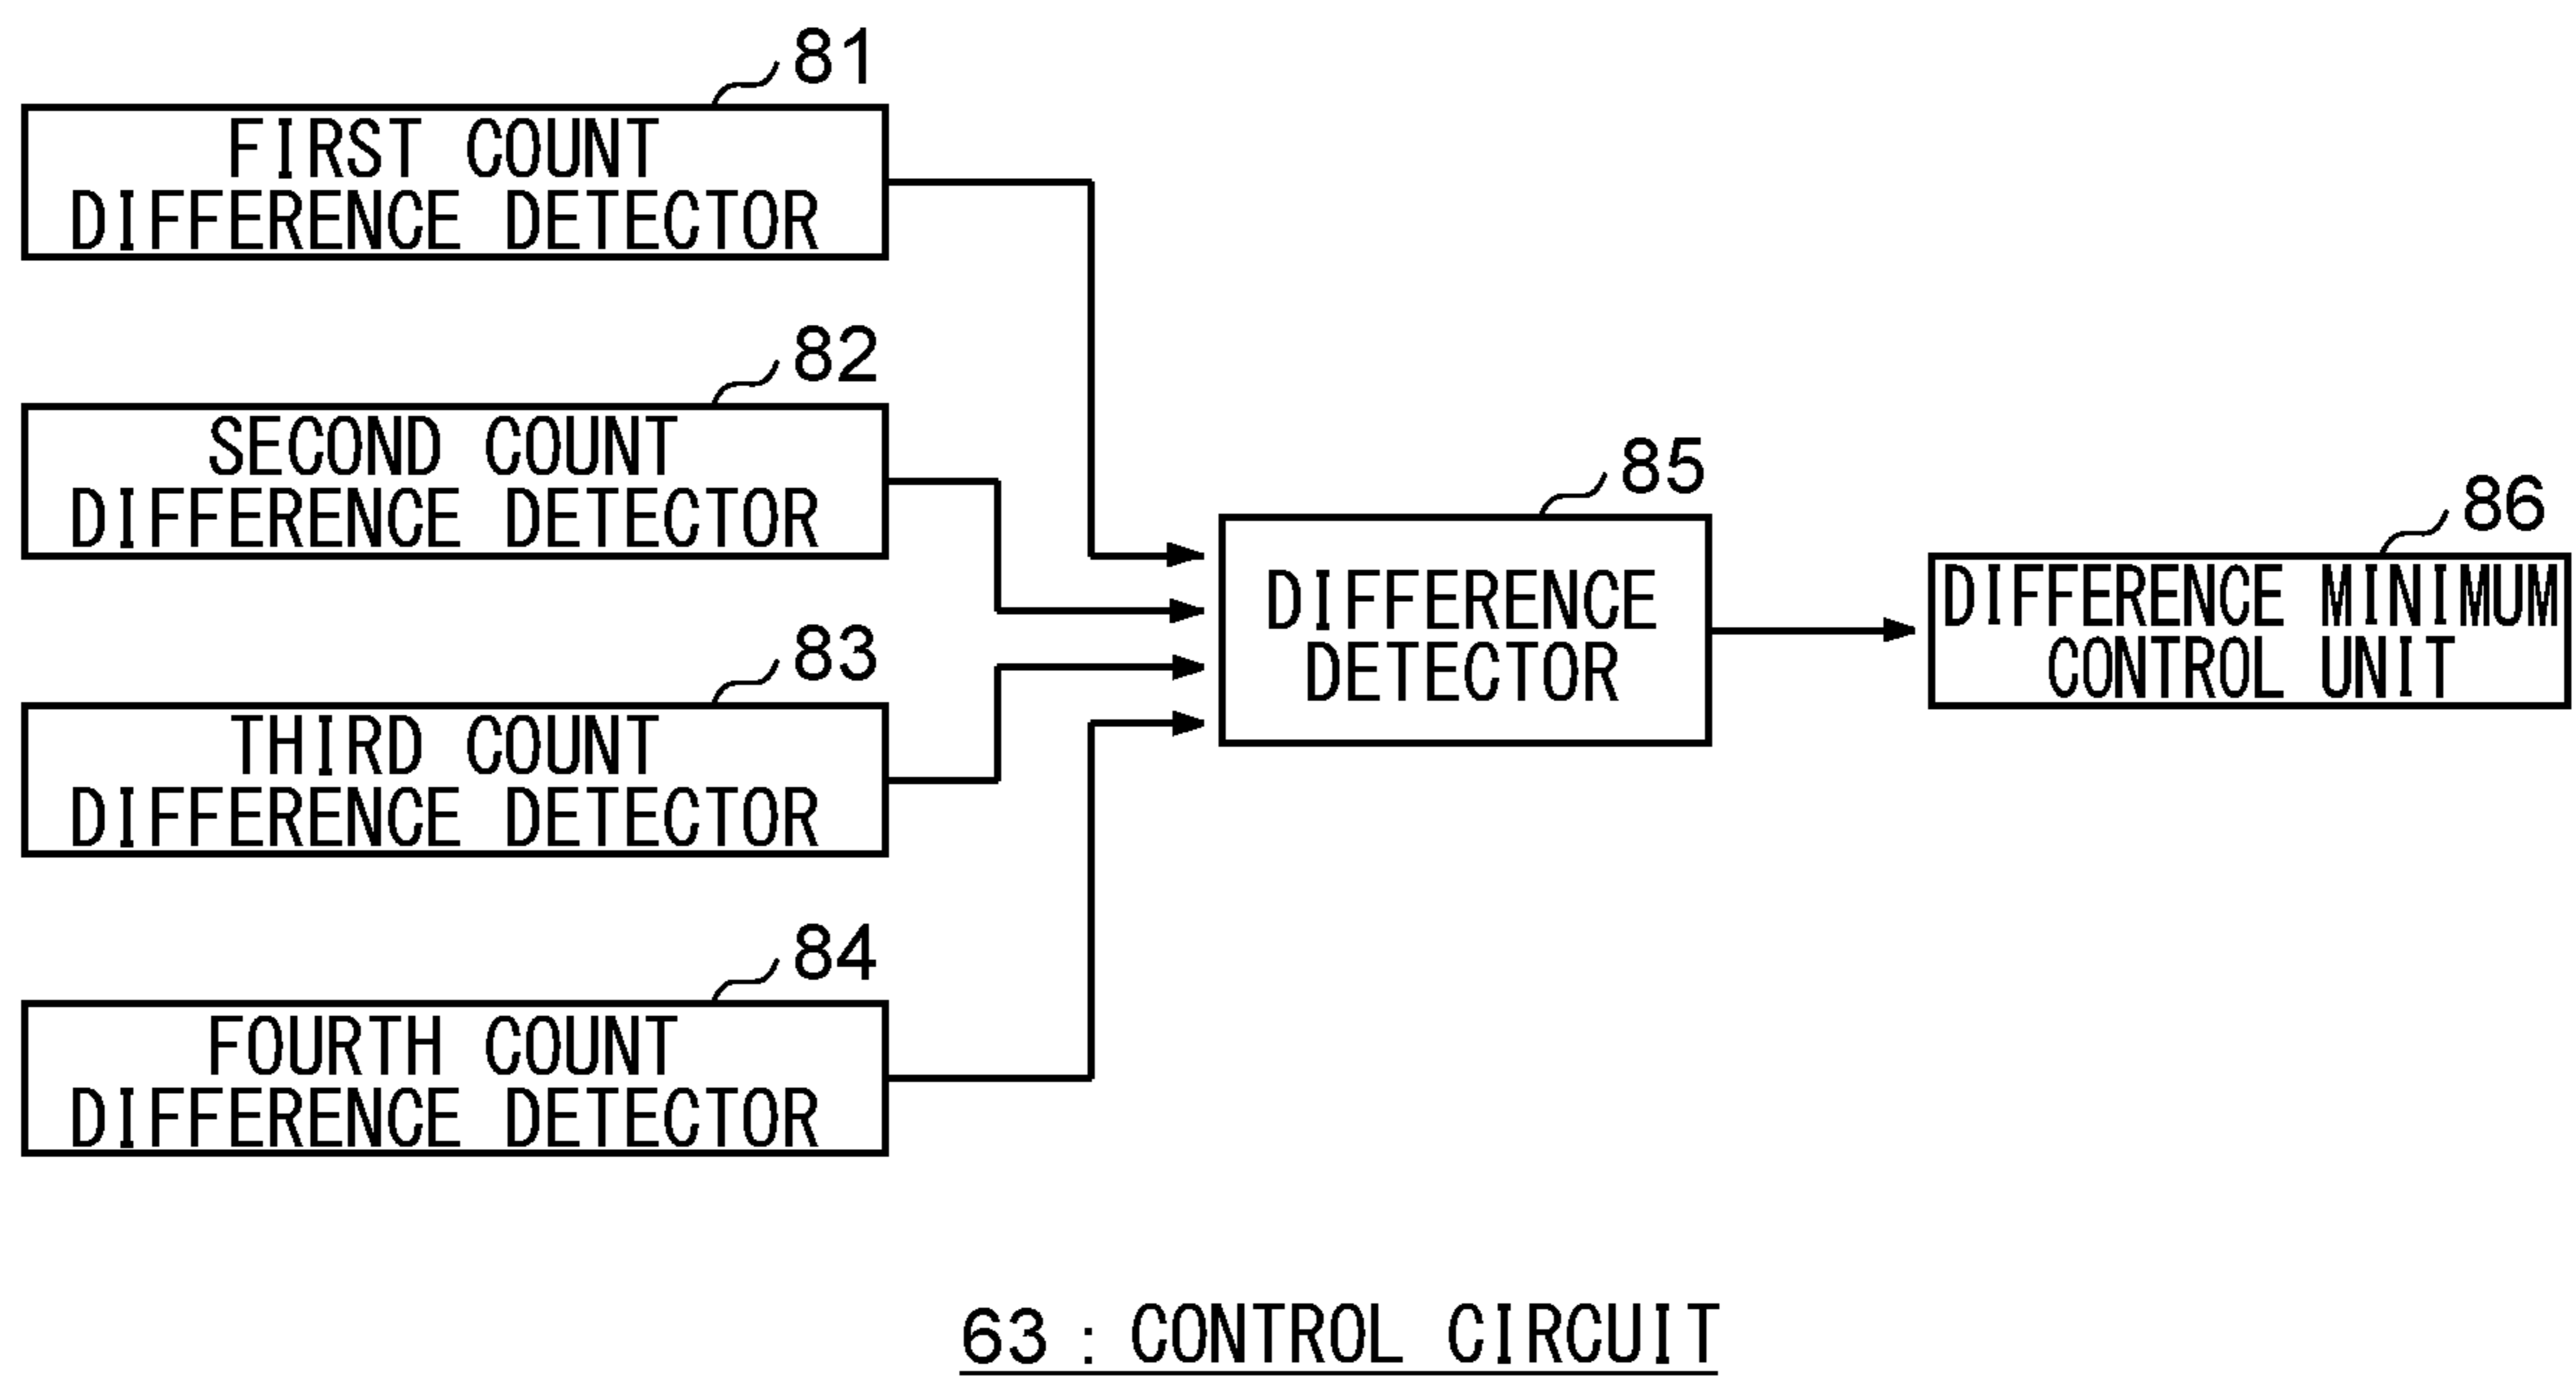 81
FIRST COUNT
DIFFERENCE DETECTOR
82
SECOND COUNT
DIFFERENCE DETECTOR
83
THIRD COUNT
DIFFERENCE DETECTOR
84
FOURTH COUNT
DIFFERENCE DETECTOR
85
DIFFERENCE
DETECTOR
86
DIFFERENCE MINIMUM
CONTROL UNIT
63 : CONTROL CIRCUIT